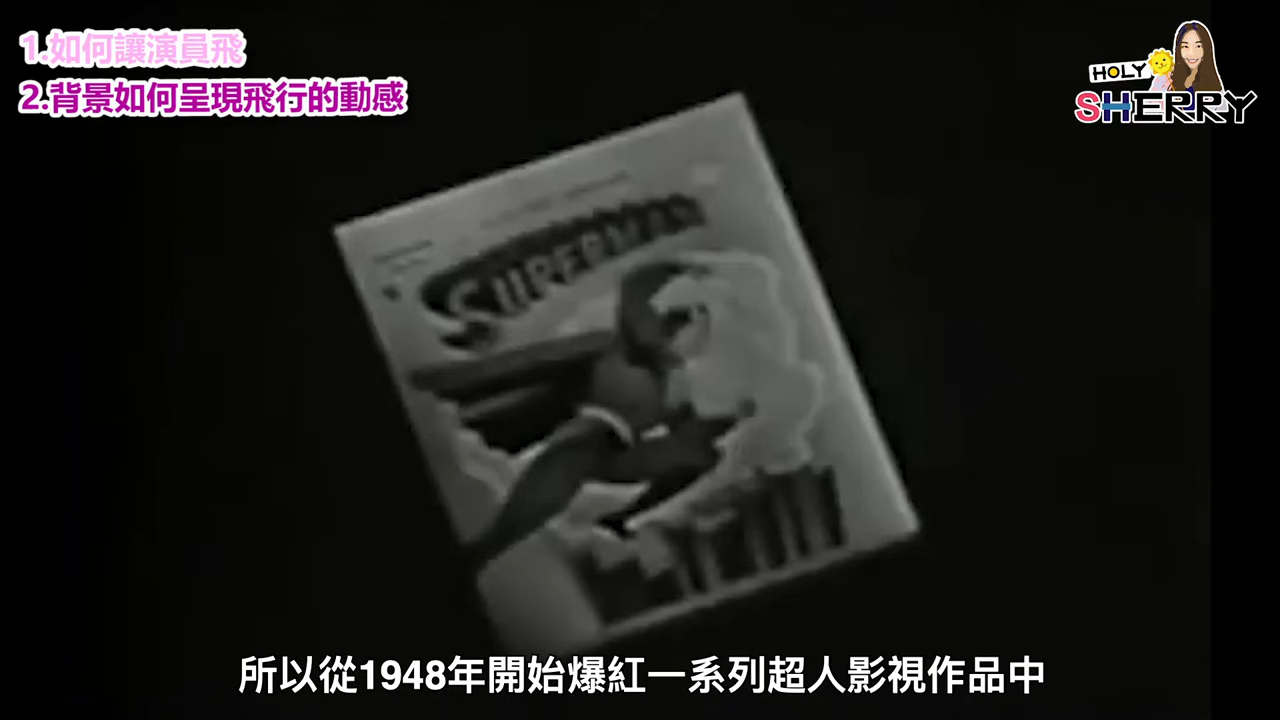 1.如何讓演員飛
2.背景如何呈現飛行的動感
HOLY
SHERRY
SUPERMAN
所以從1948年開始爆紅一系列超人影視作品中